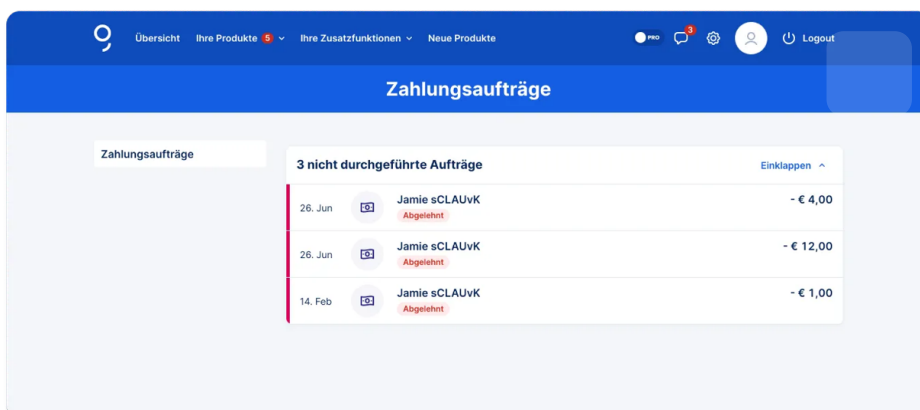 Übersicht Ihre Produkte 5 Ihre Zusatzfunktionen Neue Produkte PRO 3 Logout
Zahlungsaufträge
Zahlungsaufträge
3 nicht durchgeführte Aufträge Einklappen
26. Jun Jamie sCLAUvK - € 4,00
Abgelehnt
26. Jun Jamie sCLAUvK - € 12,00
Abgelehnt
14. Feb Jamie sCLAUvK - € 1,00
Abgelehnt